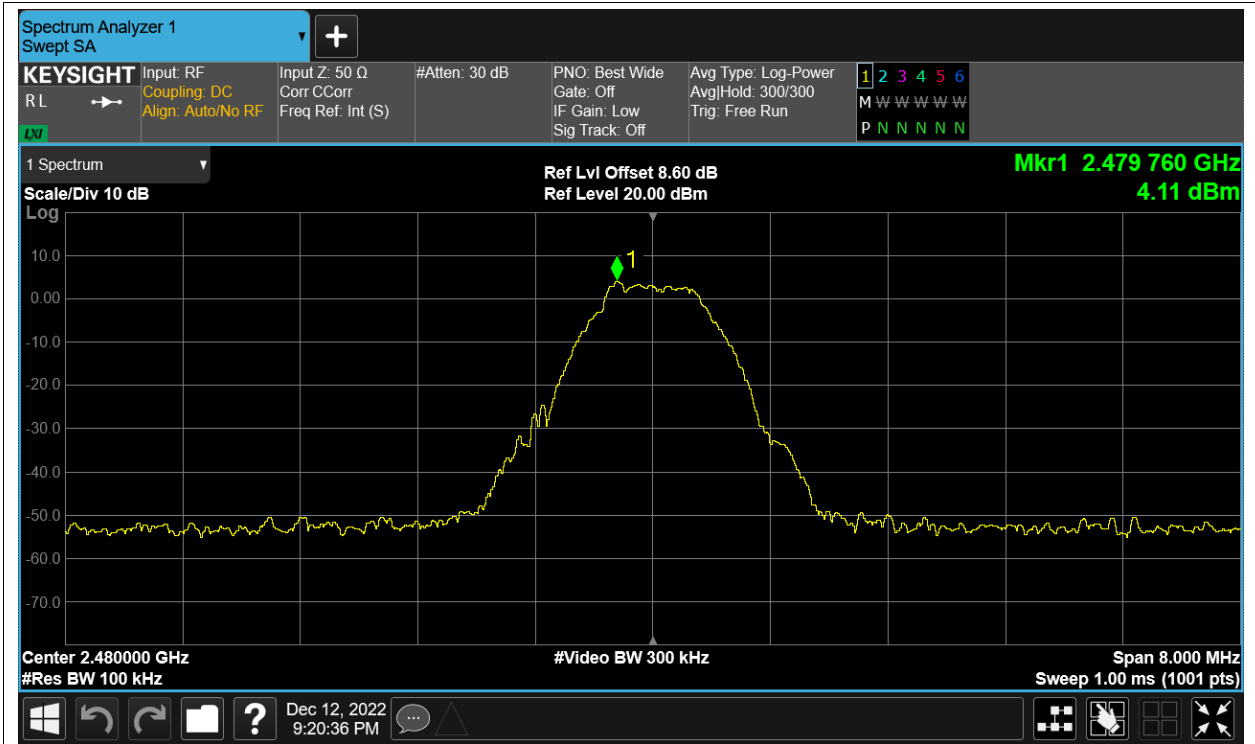 Spectrum Analyzer 1
Swept SA
+
KEYSIGHT
R L
LXI
Input: RF
Coupling: DC
Align: Auto/No RF
Input Z: 50 Ω
Corr CCorr
Freq Ref: Int (S)
#Atten: 30 dB
PNO: Best Wide
Gate: Off
IF Gain: Low
Sig Track: Off
Avg Type: Log-Power
Avg|Hold: 300/300
Trig: Free Run
1 2 3 4 5 6
M W W W W W
P N N N N N
1 Spectrum
Scale/Div 10 dB
Log
Ref Lvl Offset 8.60 dB
Ref Level 20.00 dBm
Mkr1 2.479 760 GHz
4.11 dBm
1
10.0
0.00
-10.0
-20.0
-30.0
-40.0
-50.0
-60.0
-70.0
Center 2.480000 GHz
#Res BW 100 kHz
#Video BW 300 kHz
Span 8.000 MHz
Sweep 1.00 ms (1001 pts)
?
Dec 12, 2022
9:20:36 PM